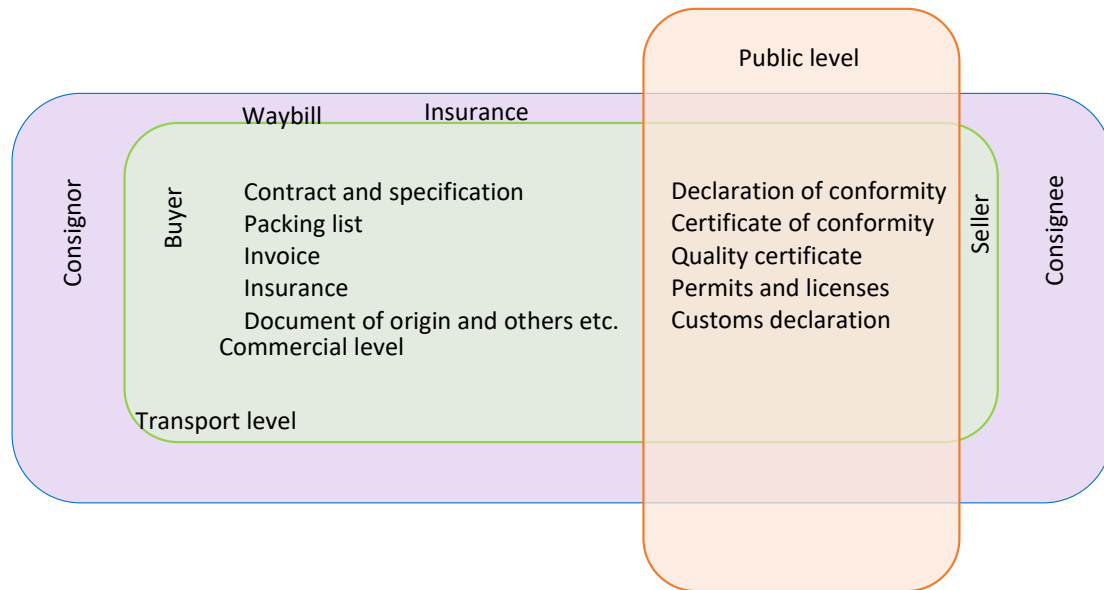 Public level
Waybill
Insurance
Consignor
Buyer
Contract and specification
Packing list
Invoice
Insurance
Document of origin and others etc.
Commercial level
Transport level
Declaration of conformity
Certificate of conformity
Quality certificate
Permits and licenses
Customs declaration
Seller
Consignee